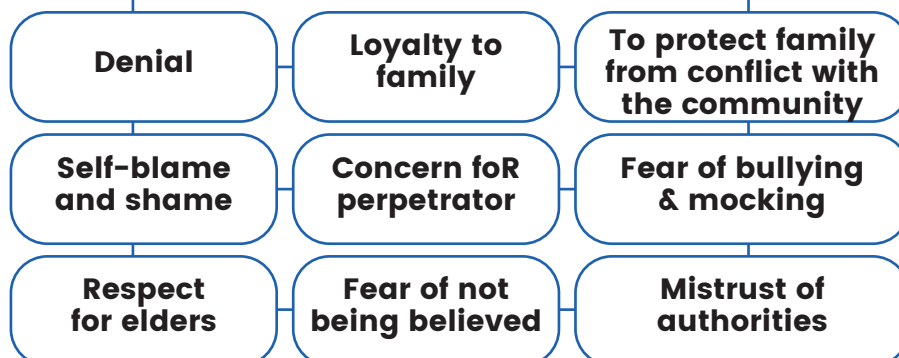 Denial
Loyalty to
family
To protect family
from conflict with
the community
Self-blame
and shame
Concern foR
perpetrator
Fear of bullying
& mocking
Respect
for elders
Fear of not
being believed
Mistrust of
authorities